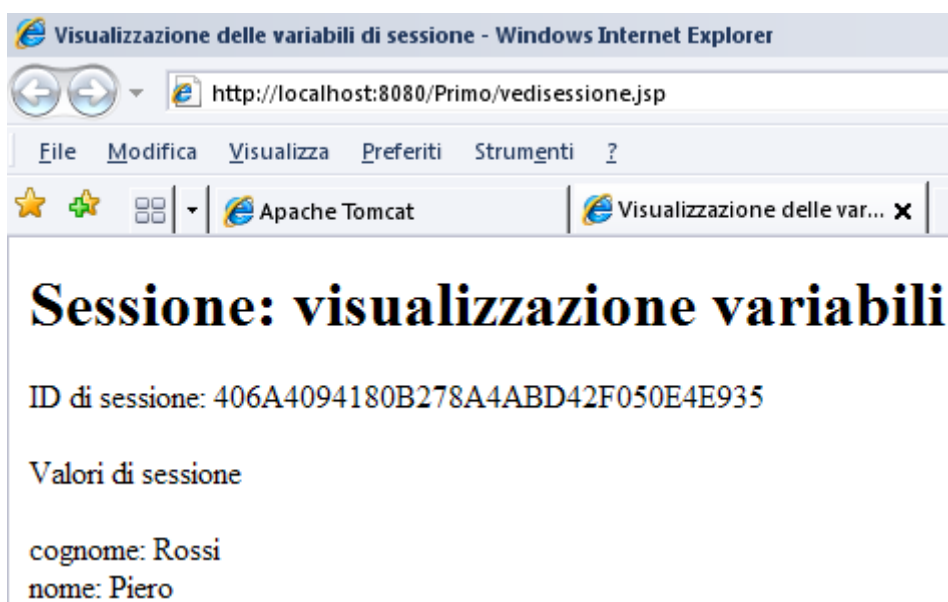 Visualizzazione delle variabili di sessione - Windows Internet Explorer
http://localhost:8080/Primo/vedisessione.jsp
File Modifica Visualizza Preferiti Strumenti ?
Apache Tomcat Visualizzazione delle var...
Sessione: visualizzazione variabili
ID di sessione: 406A4094180B278A4ABD42F050E4E935
Valori di sessione
cognome: Rossi
nome: Piero